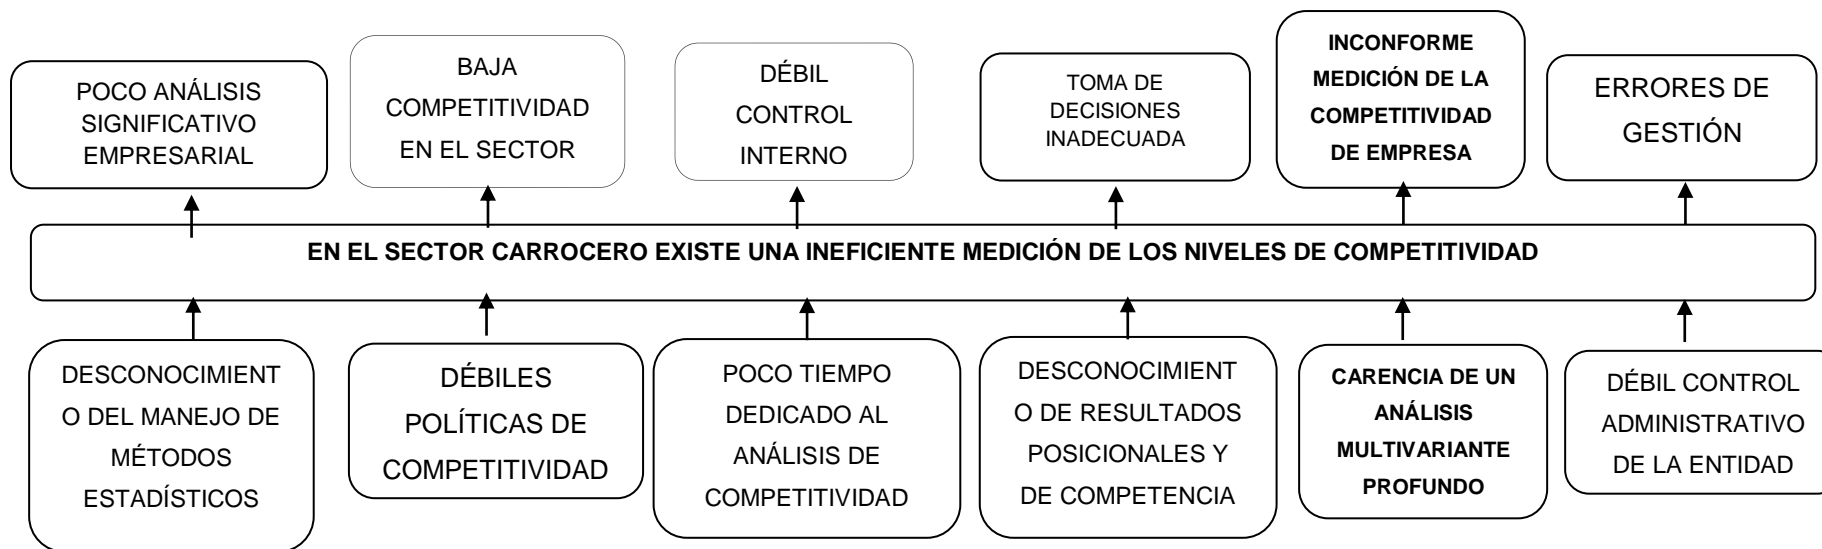 POCO ANÁLISIS
SIGNIFICATIVO
EMPRESARIAL
BAJA
COMPETITIVIDAD
EN EL SECTOR
DÉBIL
CONTROL
INTERNO
TOMA DE
DECISIONES
INADECUADA
INCONFORME
MEDICIÓN DE LA
COMPETITIVIDAD
DE EMPRESA
ERRORES DE
GESTIÓN
EN EL SECTOR CARROCERO EXISTE UNA INEFICIENTE MEDICIÓN DE LOS NIVELES DE COMPETITIVIDAD
DESCONOCIMIENT
O DEL MANEJO DE
MÉTODOS
ESTADÍSTICOS
DÉBILES
POLÍTICAS DE
COMPETITIVIDAD
POCO TIEMPO
DEDICADO AL
ANÁLISIS DE
COMPETITIVIDAD
DESCONOCIMIENT
O DE RESULTADOS
POSICIONALES Y
DE COMPETENCIA
CARENCIA DE UN
ANÁLISIS
MULTIVARIANTE
PROFUNDO
DÉBIL CONTROL
ADMINISTRATIVO
DE LA ENTIDAD